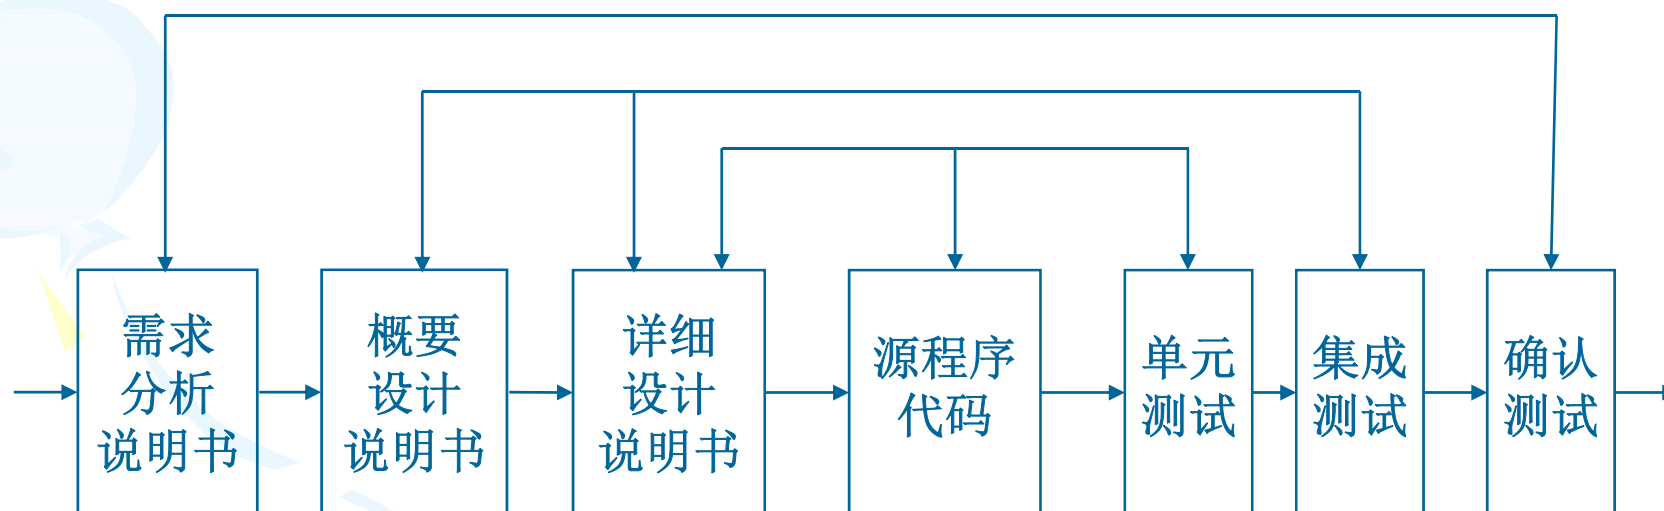 需求
分析
说明书
概要
设计
说明书
详细
设计
说明书
源程序
代码
单元
测试
集成
测试
确认
测试